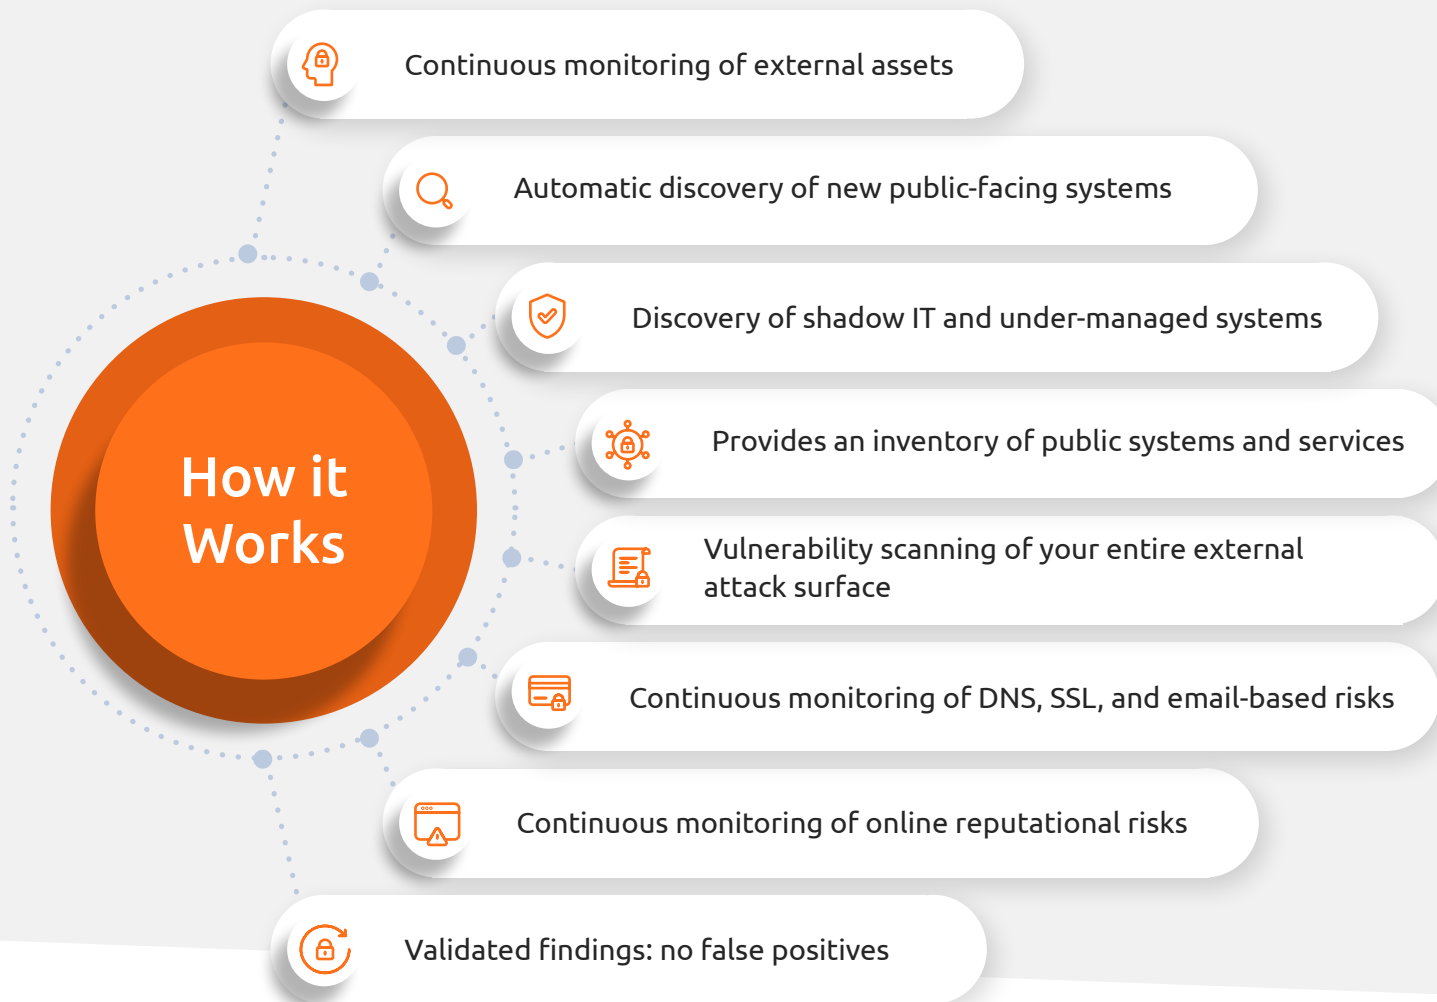 Continuous monitoring of external assets
Automatic discovery of new public-facing systems
Discovery of shadow IT and under-managed systems
How it
Works
Provides an inventory of public systems and services
Vulnerability scanning of your entire external
attack surface
Continuous monitoring of DNS, SSL, and email-based risks
Continuous monitoring of online reputational risks
Validated findings: no false positives